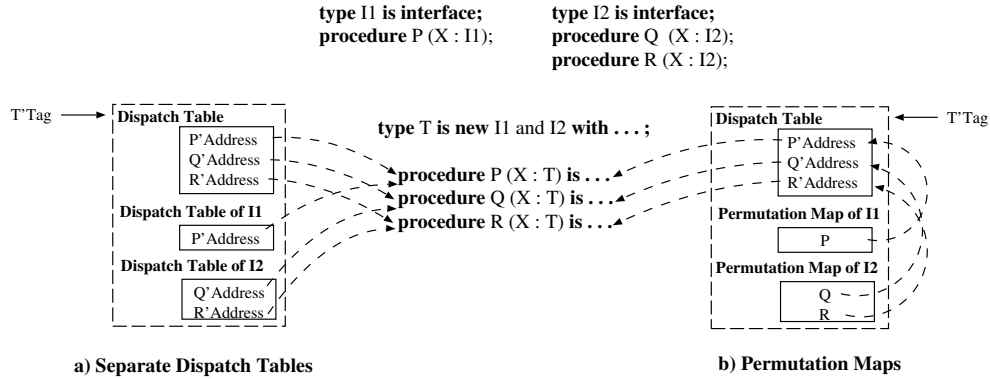 type I1 is interface;
procedure P (X : I1);
type I2 is interface;
procedure Q (X : I2);
procedure R (X : I2);
T'Tag
Dispatch Table
P'Address
Q'Address
R'Address
Dispatch Table of I1
P'Address
Dispatch Table of I2
Q'Address
R'Address
type T is new I1 and I2 with . . . ;
procedure P (X : T) is . . .
procedure Q (X : T) is . . .
procedure R (X : T) is . . .
T'Tag
Dispatch Table
P'Address
Q'Address
R'Address
Permutation Map of I1
P
Permutation Map of I2
Q
R
a) Separate Dispatch Tables
b) Permutation Maps